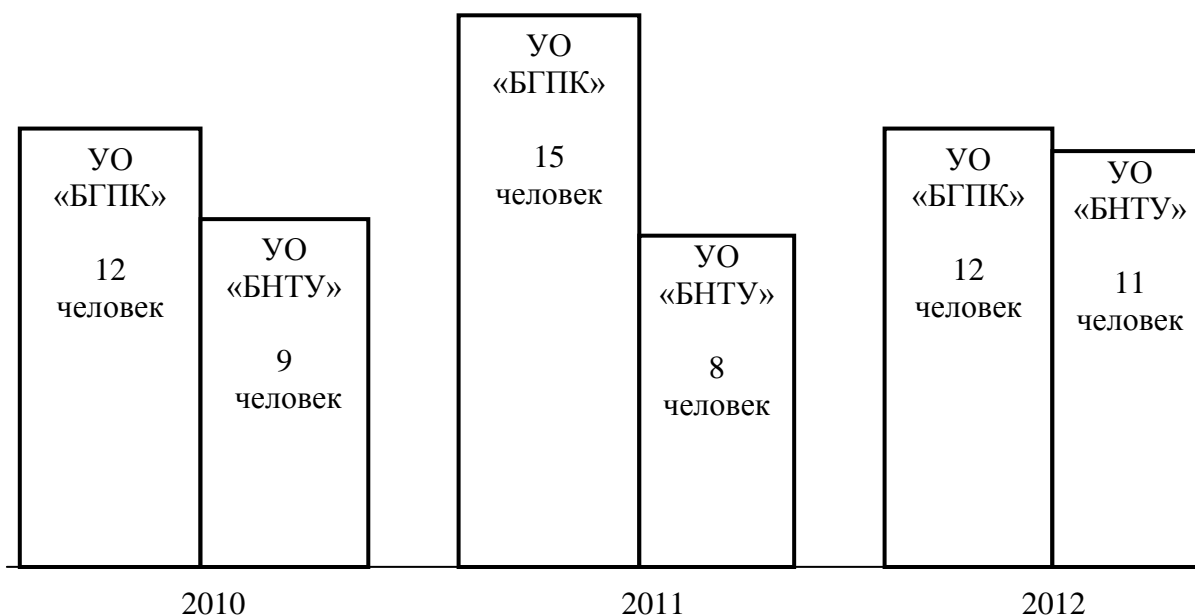 УО
«БГПК»
12
человек
УО
«БНТУ»
9
человек
УО
«БГПК»
15
человек
УО
«БНТУ»
8
человек
УО
«БГПК»
12
человек
УО
«БНТУ»
11
человек
2010
2011
2012